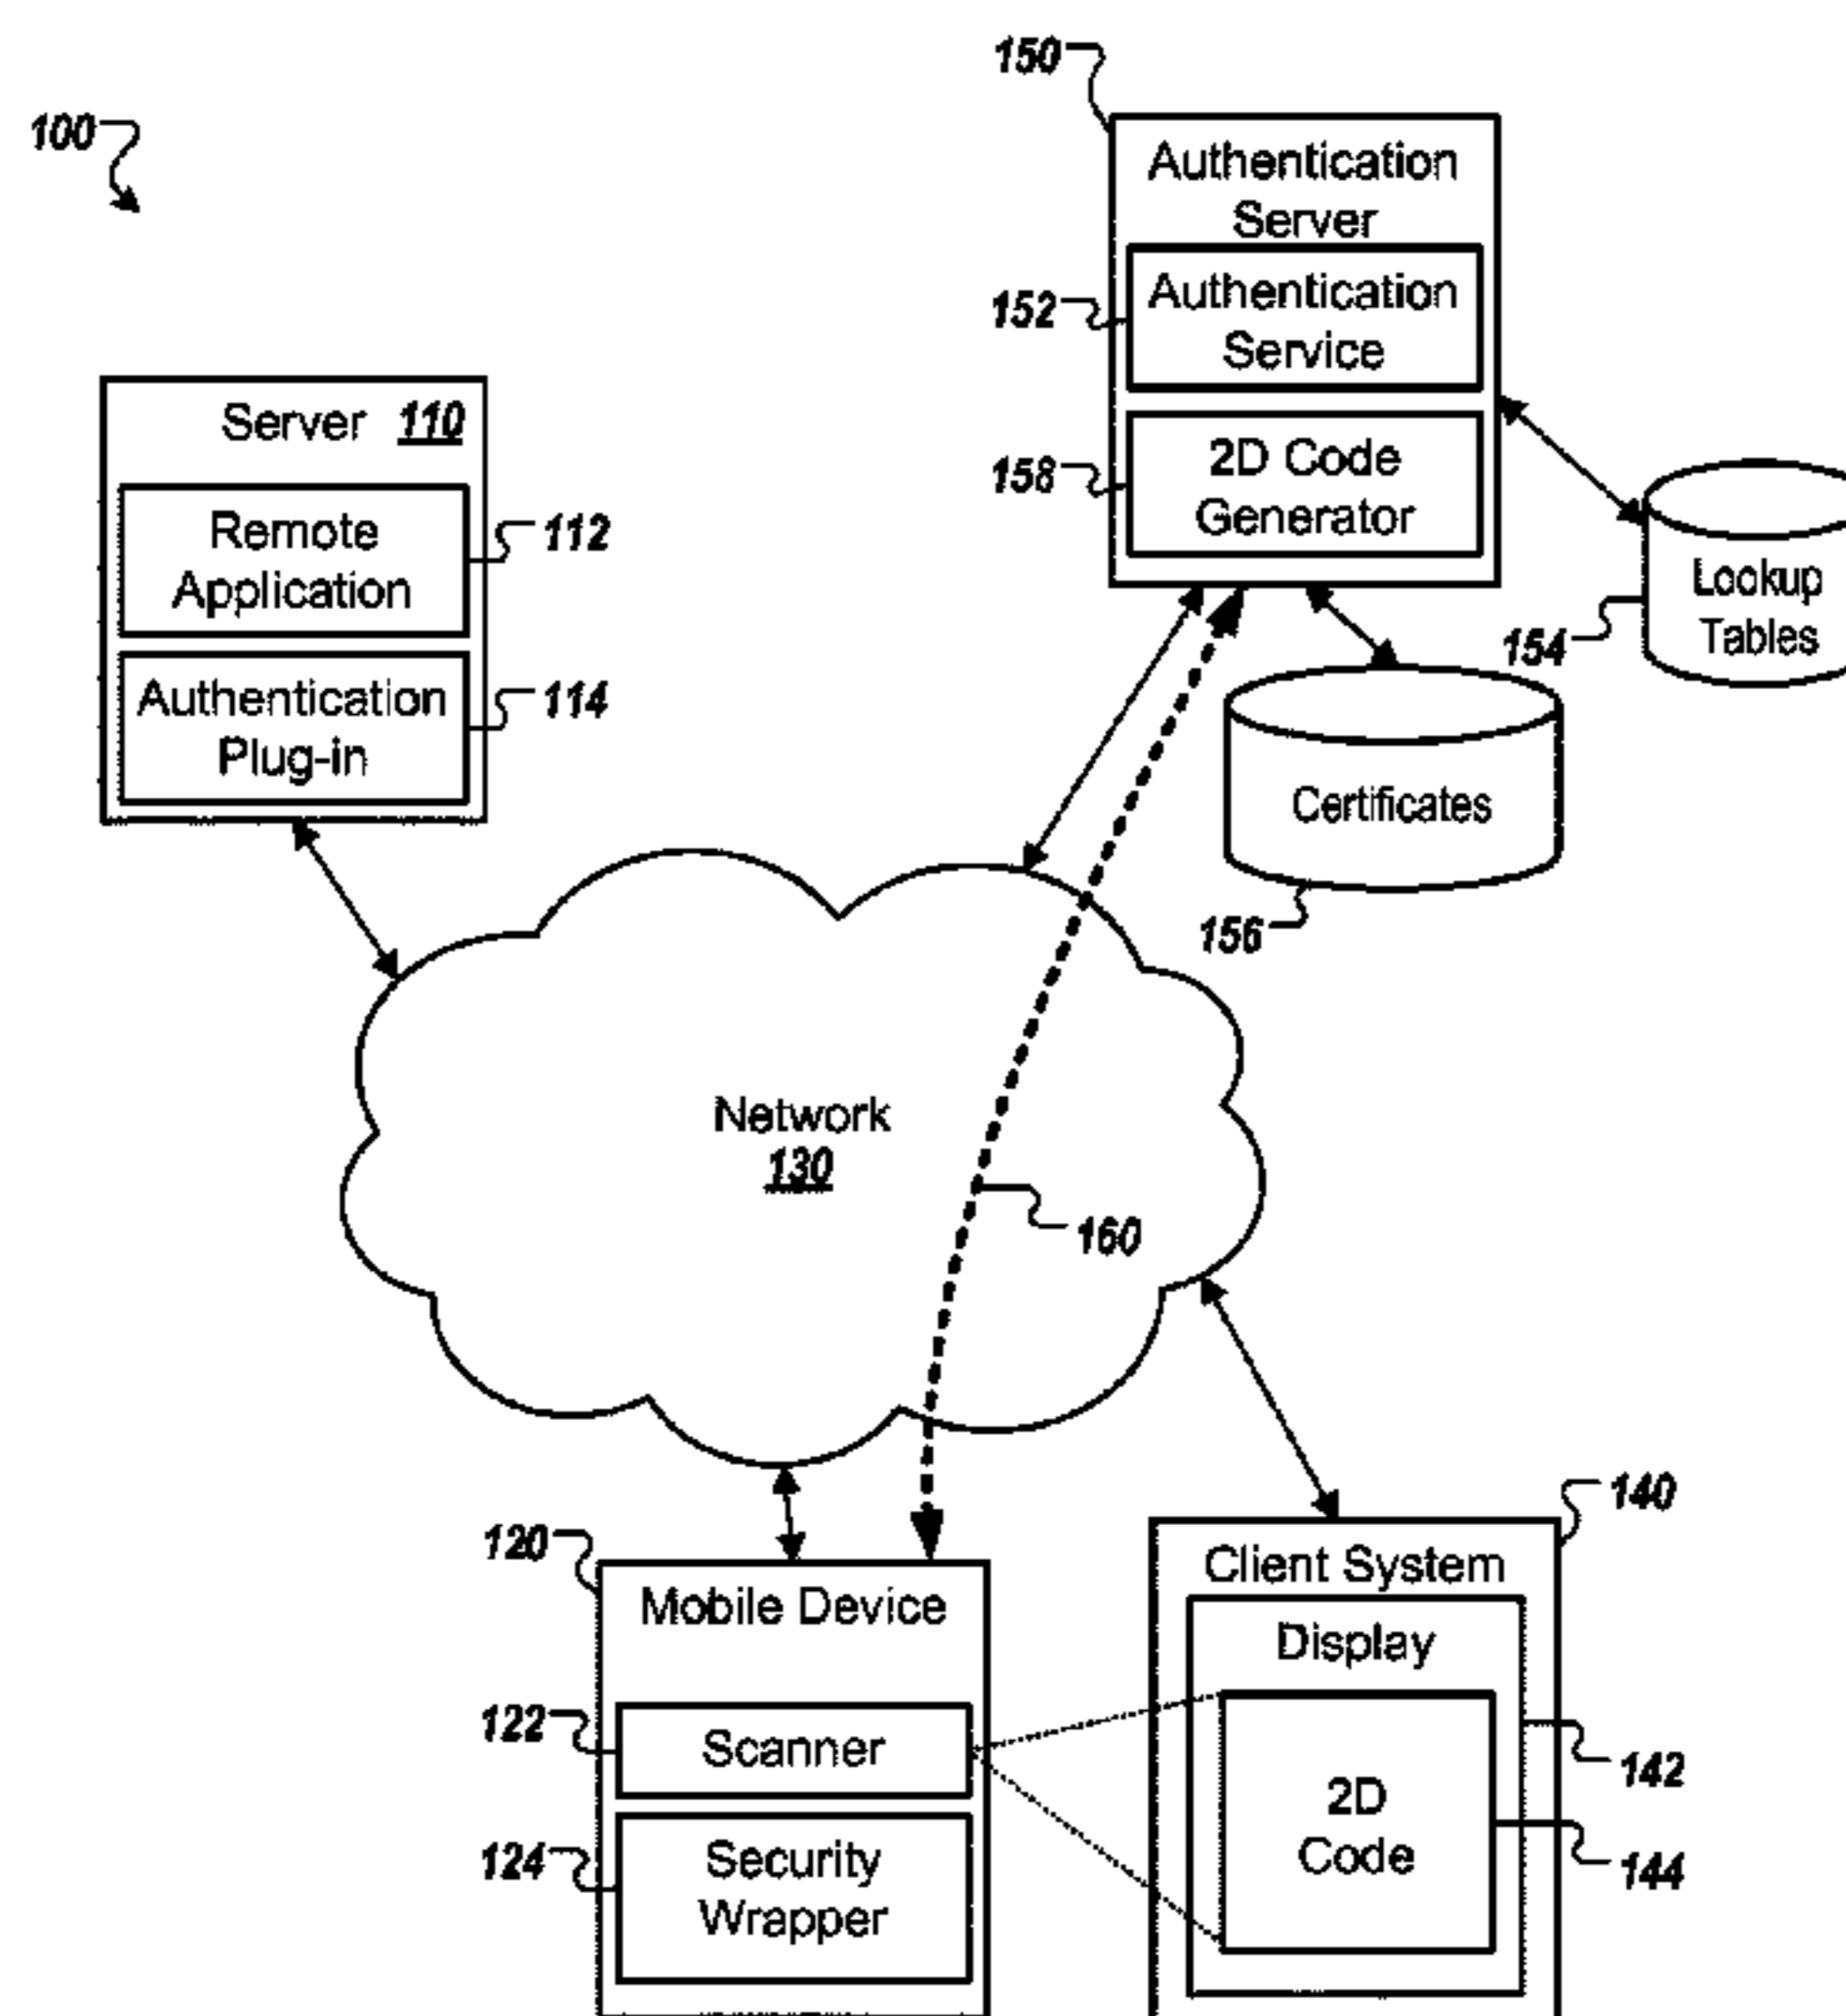 100
150
Authentication
Server
152
Authentication
Service
158
2D Code
Generator
Server 110
Remote
Application
112
Authentication
Plug-in
114
Lookup
Tables
154
Certificates
156
Network
130
160
120
Mobile Device
122
Scanner
124
Security
Wrapper
140
Client System
Display
142
2D
Code
144